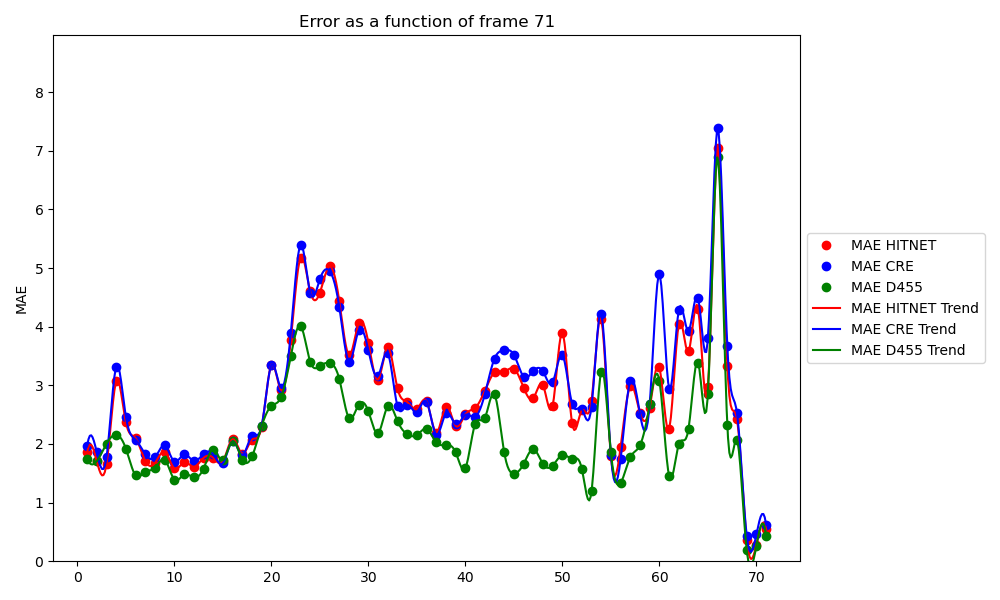 Error as a function of frame 71
MAE
8
7
6
5
4
3
2
1
0
0 10 20 30 40 50 60 70
MAE HITNET
MAE CRE
MAE D455
MAE HITNET Trend
MAE CRE Trend
MAE D455 Trend